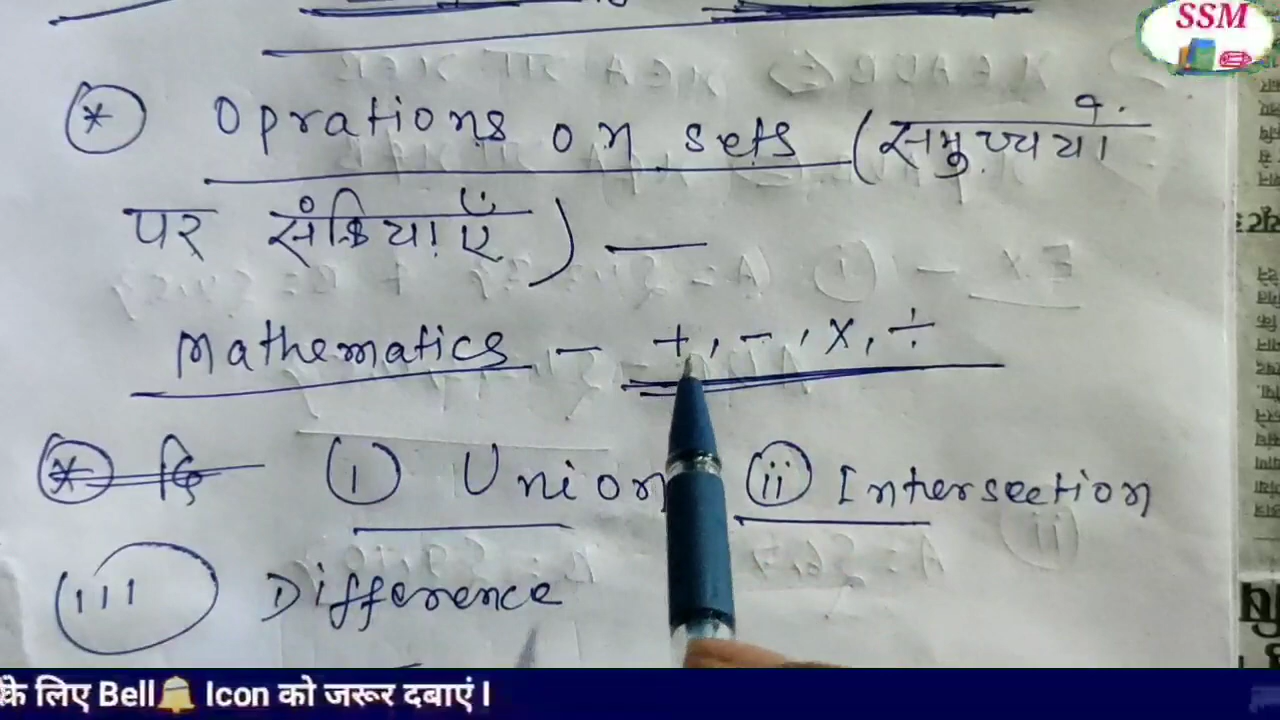 SSM
* Oprations on sets (समुच्चयों
पर संक्रियाएँ) —
Mathematics — +, -, x, ÷
(i) Union (ii) Intersection
(iii) Difference
के लिए Bell🔔 Icon को जरूर दबाएं।